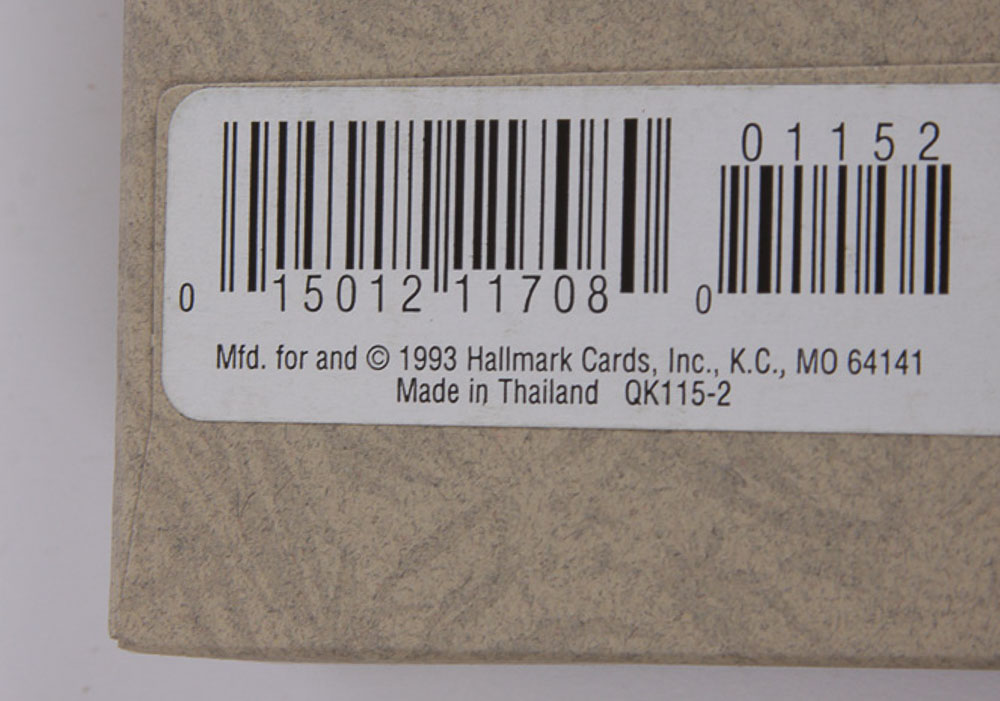 01152
0 15012 11708 0
Mfd. for and © 1993 Hallmark Cards, Inc., K.C., MO 64141
Made in Thailand QK115-2